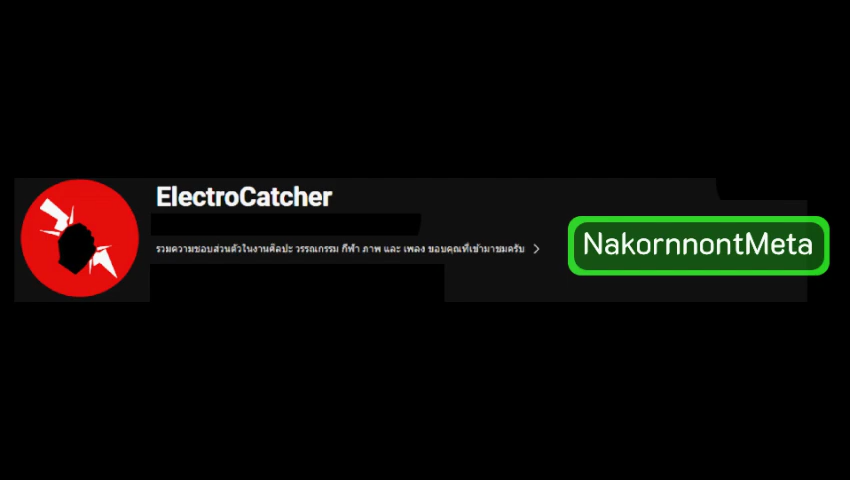 ElectroCatcher
รวมความชอบส่วนตัวในงานศิลปะ วรรณกรรม กีฬา ภาพ และ เพลง ขอบคุณที่เข้ามาชมครับ
NakornnontMeta